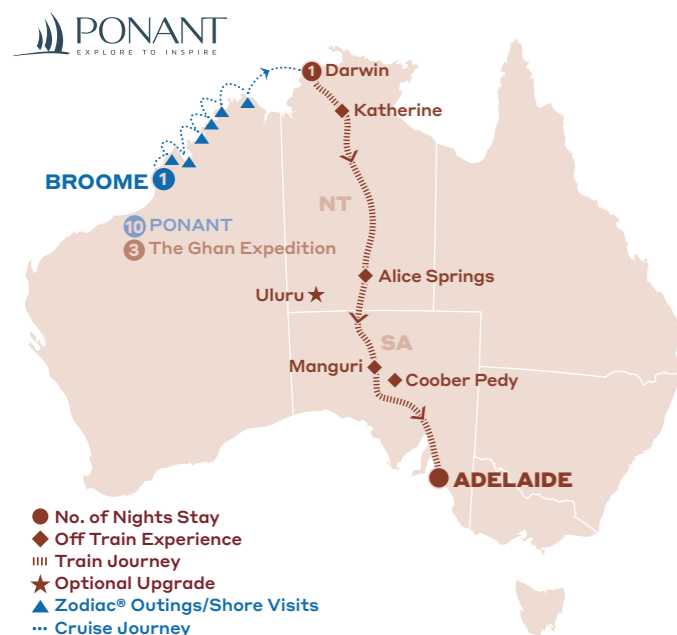 PONANT
EXPLORE TO INSPIRE
1 Darwin
Katherine
BROOME 1
NT
10 PONANT
3 The Ghan Expedition
Alice Springs
Uluru
SA
Manguri
Coober Pedy
ADELAIDE
No. of Nights Stay
Off Train Experience
Train Journey
Optional Upgrade
Zodiac® Outings/Shore Visits
Cruise Journey